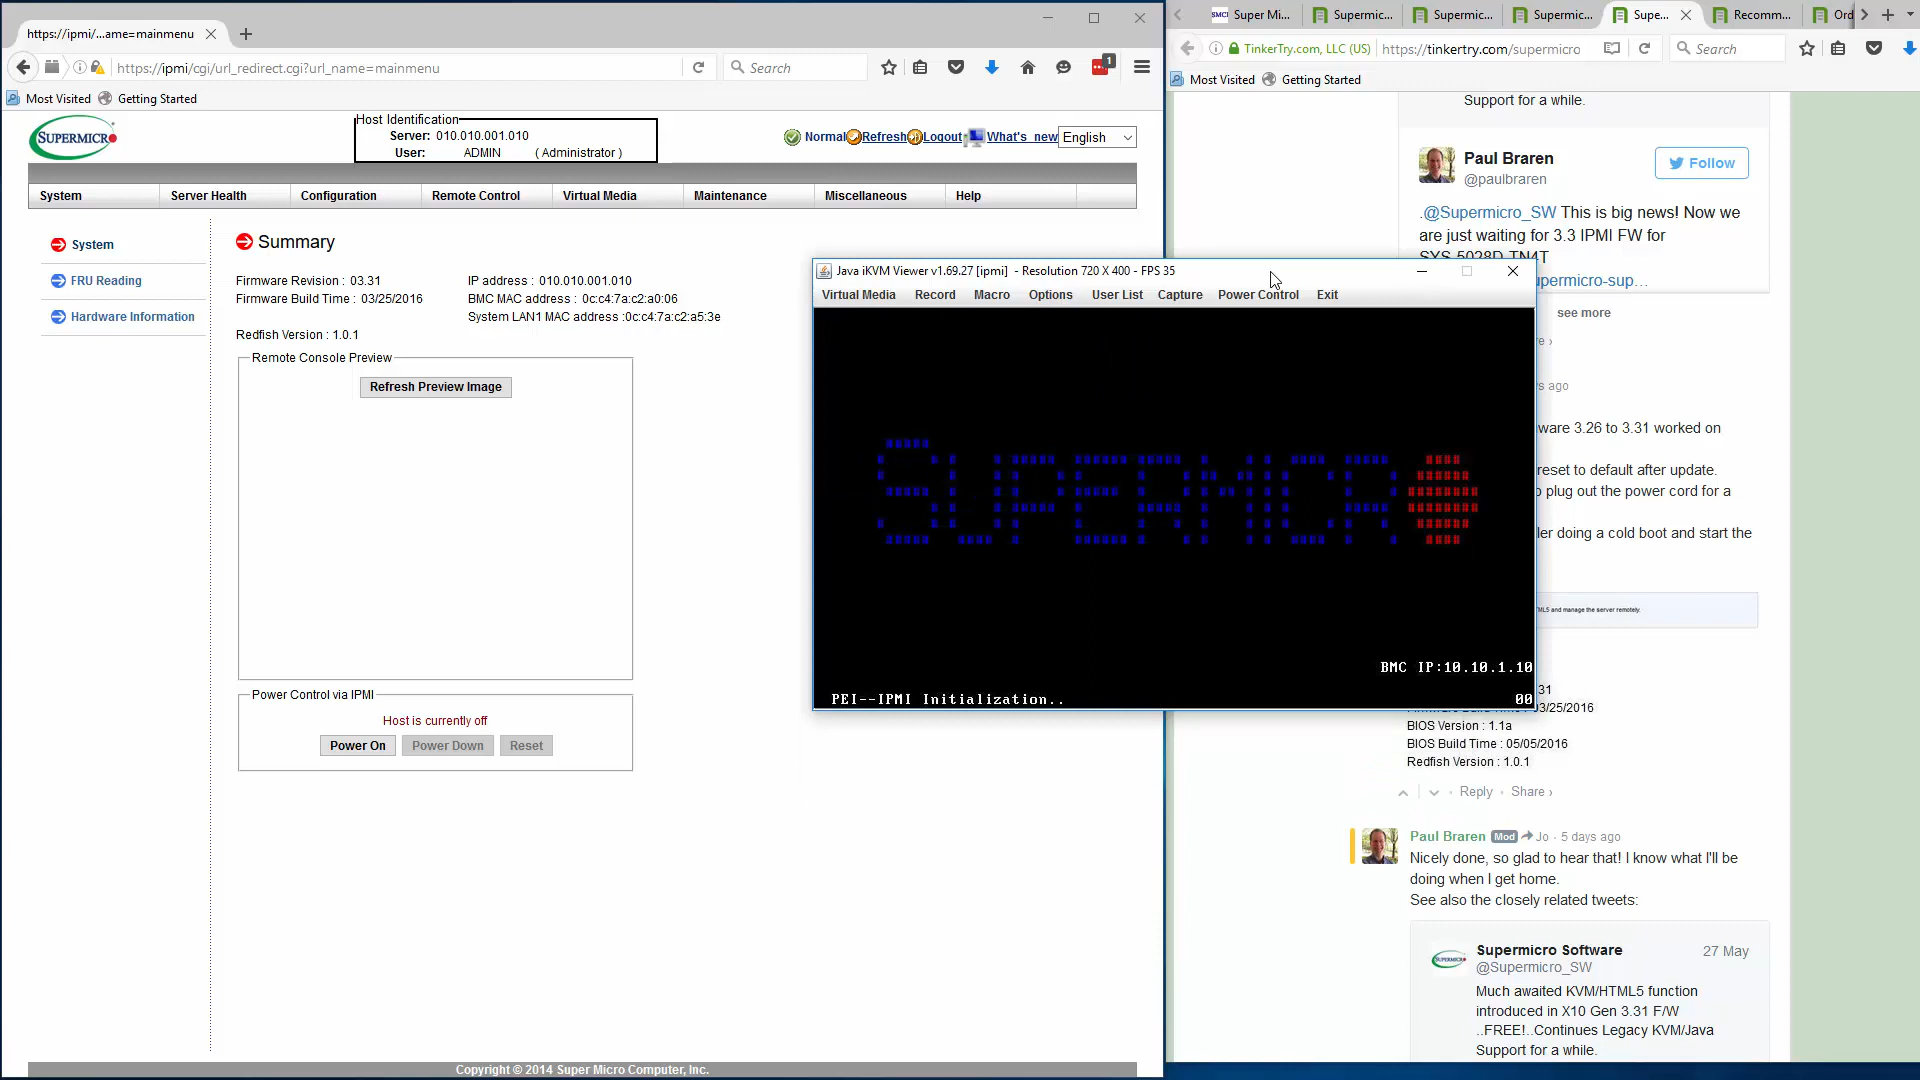 https://ipmi/...ame=mainmenu
https://ipmi/cgi/url_redirect.cgi?url_name=mainmenu
Search
1
Most Visited
Getting Started
SUPERMICRO
Host Identification
Server: 010.010.001.010
User: ADMIN ( Administrator )
Normal Refresh Logout What's new English
System
Server Health
Configuration
Remote Control
Virtual Media
Maintenance
Miscellaneous
Help
System
FRU Reading
Hardware Information
Summary
Firmware Revision : 03.31
Firmware Build Time : 03/25/2016
Redfish Version : 1.0.1
IP address : 010.010.001.010
BMC MAC address : 0c:c4:7a:c2:a0:06
System LAN1 MAC address :0c:c4:7a:c2:a5:3e
Remote Console Preview
Refresh Preview Image
Power Control via IPMI
Host is currently off
Power On
Power Down
Reset
Copyright © 2014 Super Micro Computer, Inc.
Java iKVM Viewer v1.69.27 [ipmi] - Resolution 720 X 400 - FPS 35
Virtual Media
Record
Macro
Options
User List
Capture
Power Control
Exit
SUPERMICR
BMC IP:10.10.1.10
PEI--IPMI Initialization..
00
SMCI Super Mi...
Supermic...
Supermic...
Supermic...
Supe...
Recomm...
Ord
TinkerTry.com, LLC (US)
https://tinkertry.com/supermicro
Search
Most Visited
Getting Started
Support for a while.
Paul Braren
@paulbraren
Follow
.@Supermicro_SW This is big news! Now we
are just waiting for 3.3 IPMI FW for
SYS-5028D-TN4T
upermicro-sup...
see more
e ›
s ago
ware 3.26 to 3.31 worked on
reset to default after update.
o plug out the power cord for a
ler doing a cold boot and start the
TML5 and manage the server remotely.
31
03/25/2016
BIOS Version : 1.1a
BIOS Build Time : 05/05/2016
Redfish Version : 1.0.1
Reply
Share ›
Paul Braren Mod Jo · 5 days ago
Nicely done, so glad to hear that! I know what I'll be
doing when I get home.
See also the closely related tweets:
SUPERMICRO
Supermicro Software
27 May
@Supermicro_SW
Much awaited KVM/HTML5 function
introduced in X10 Gen 3.31 F/W
..FREE!..Continues Legacy KVM/Java
Support for a while.